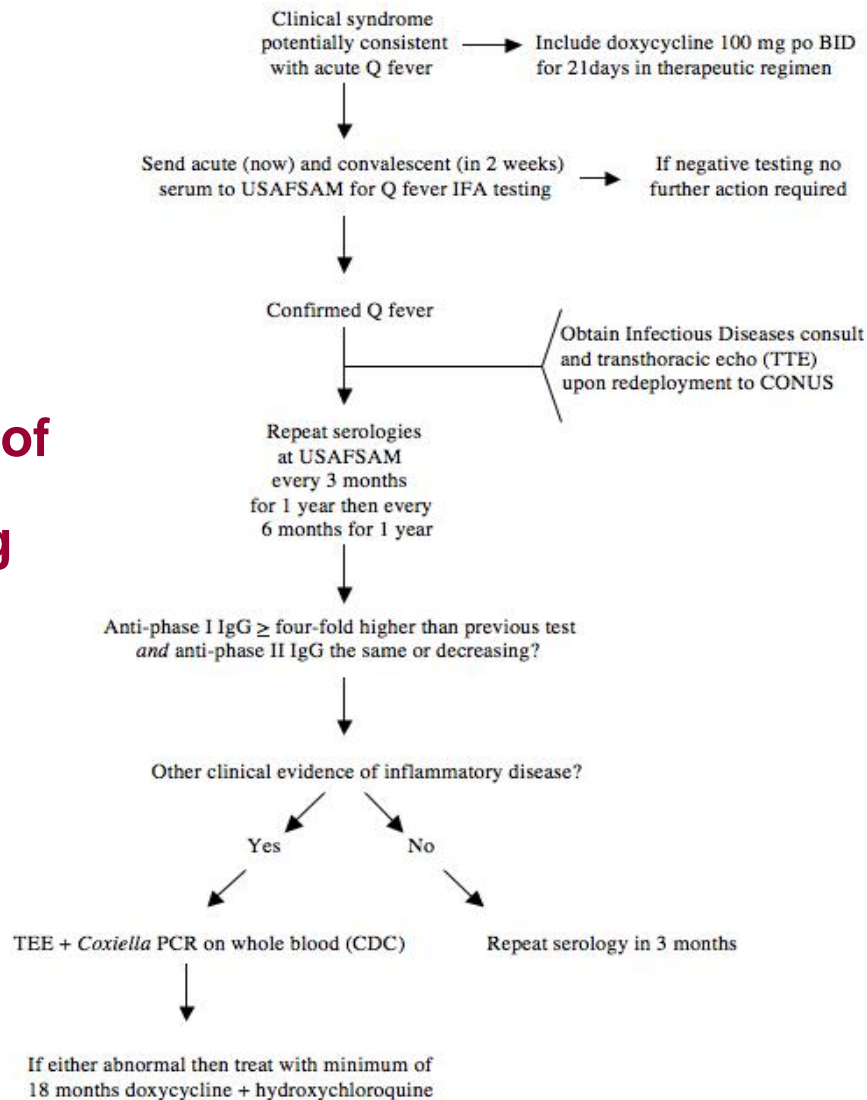 Clinical syndrome
potentially consistent
with acute Q fever
Include doxycycline 100 mg po BID
for 21days in therapeutic regimen
Send acute (now) and convalescent (in 2 weeks)
serum to USAFSAM for Q fever IFA testing
If negative testing no
further action required
Confirmed Q fever
Obtain Infectious Diseases consult
and transthoracic echo (TTE)
upon redeployment to CONUS
of
Repeat serologies
at USAFSAM
every 3 months
for 1 year then every
6 months for 1 year
Anti-phase I IgG ≥ four-fold higher than previous test
and anti-phase II IgG the same or decreasing?
Other clinical evidence of inflammatory disease?
Yes
No
TEE + Coxiella PCR on whole blood (CDC)
Repeat serology in 3 months
If either abnormal then treat with minimum of
18 months doxycycline + hydroxychloroquine